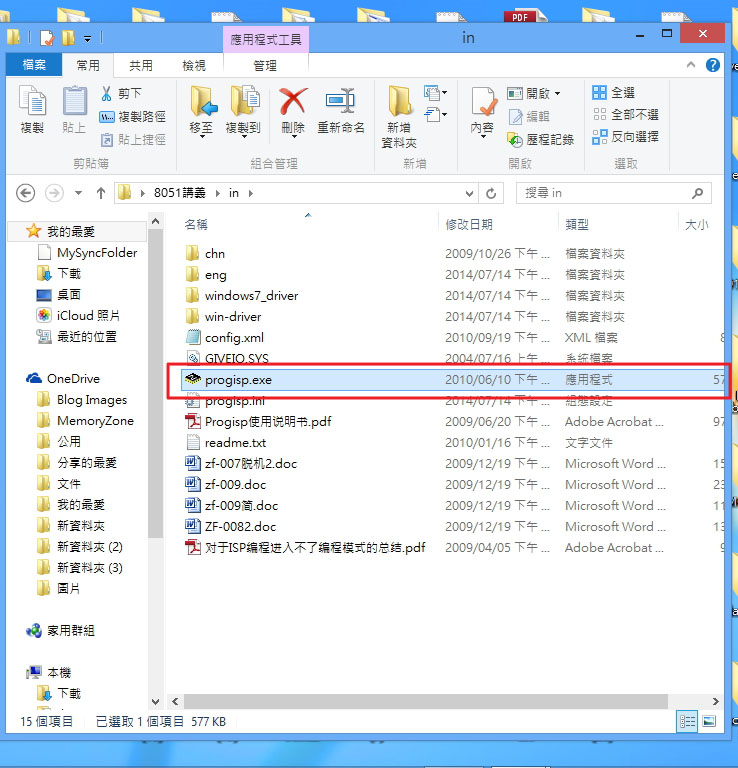 PDF
應用程式工具
in
檔案 常用 共用 檢視 管理
複製
貼上
剪下
複製路徑
貼上捷徑
移至
複製到
刪除
重新命名
新增
資料夾
內容
開啟
編輯
歷程記錄
全選
全部不選
反向選擇
剪貼簿 組合管理 新增 開啟 選取
8051講義 in
搜尋 in
名稱 修改日期 類型 大小
我的最愛
MySyncFolder
下載
桌面
iCloud 照片
最近的位置
OneDrive
Blog Images
MemoryZone
公用
分享的最愛
文件
我的最愛
新資料夾
新資料夾 (2)
新資料夾 (3)
圖片
家用群組
本機
下載
chn 2009/10/26 下午 ... 檔案資料夾
eng 2014/07/14 下午 ... 檔案資料夾
windows7_driver 2014/07/14 下午 ... 檔案資料夾
win-driver 2014/07/14 下午 ... 檔案資料夾
config.xml 2010/09/19 下午 ... XML 檔案 8
GIVEIO.SYS 2004/07/16 上午 ... 系統檔案
progisp.exe 2010/06/10 下午 ... 應用程式 57
progisp.ini 2014/07/14 下午 ... 組態設定
Progisp使用说明书.pdf 2009/06/20 下午 ... Adobe Acrobat ... 97
readme.txt 2010/01/16 下午 ... 文字文件
zf-007脱机2.doc 2009/12/19 下午 ... Microsoft Word ... 15
zf-009.doc 2009/12/19 下午 ... Microsoft Word ... 23
zf-009简.doc 2009/12/19 下午 ... Microsoft Word ... 11
ZF-0082.doc 2009/12/19 下午 ... Microsoft Word ... 13
对于ISP编程进入不了编程模式的总结.pdf 2009/04/05 下午 ... Adobe Acrobat ... 9
15 個項目 已選取 1 個項目 577 KB